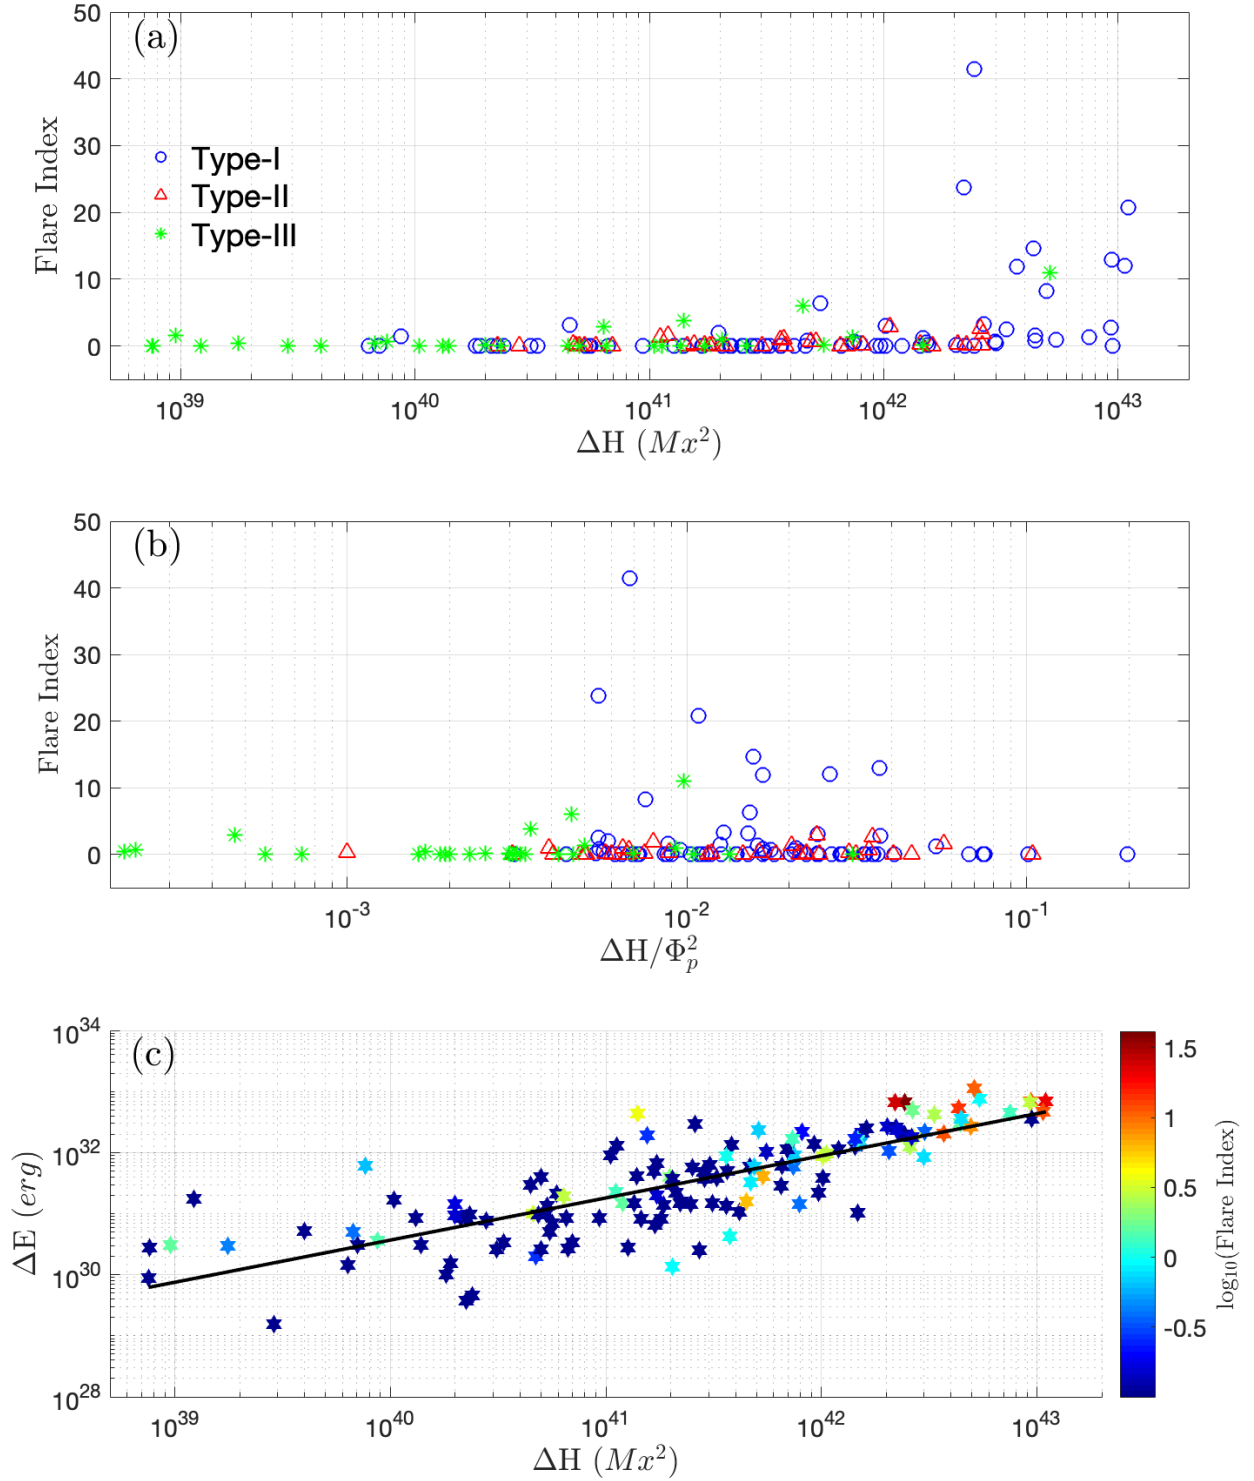 (a)
50
40
30
20
10
0
Flare Index
Type-I
Type-II
Type-III
10^39 10^40 10^41 10^42 10^43
ΔH (Mx^2)
(b)
50
40
30
20
10
0
Flare Index
10^-3 10^-2 10^-1
ΔH/Φ_p^2
(c)
10^34
10^32
10^30
10^28
ΔE (erg)
10^39 10^40 10^41 10^42 10^43
ΔH (Mx^2)
1.5
1
0.5
0
-0.5
log_10(Flare Index)